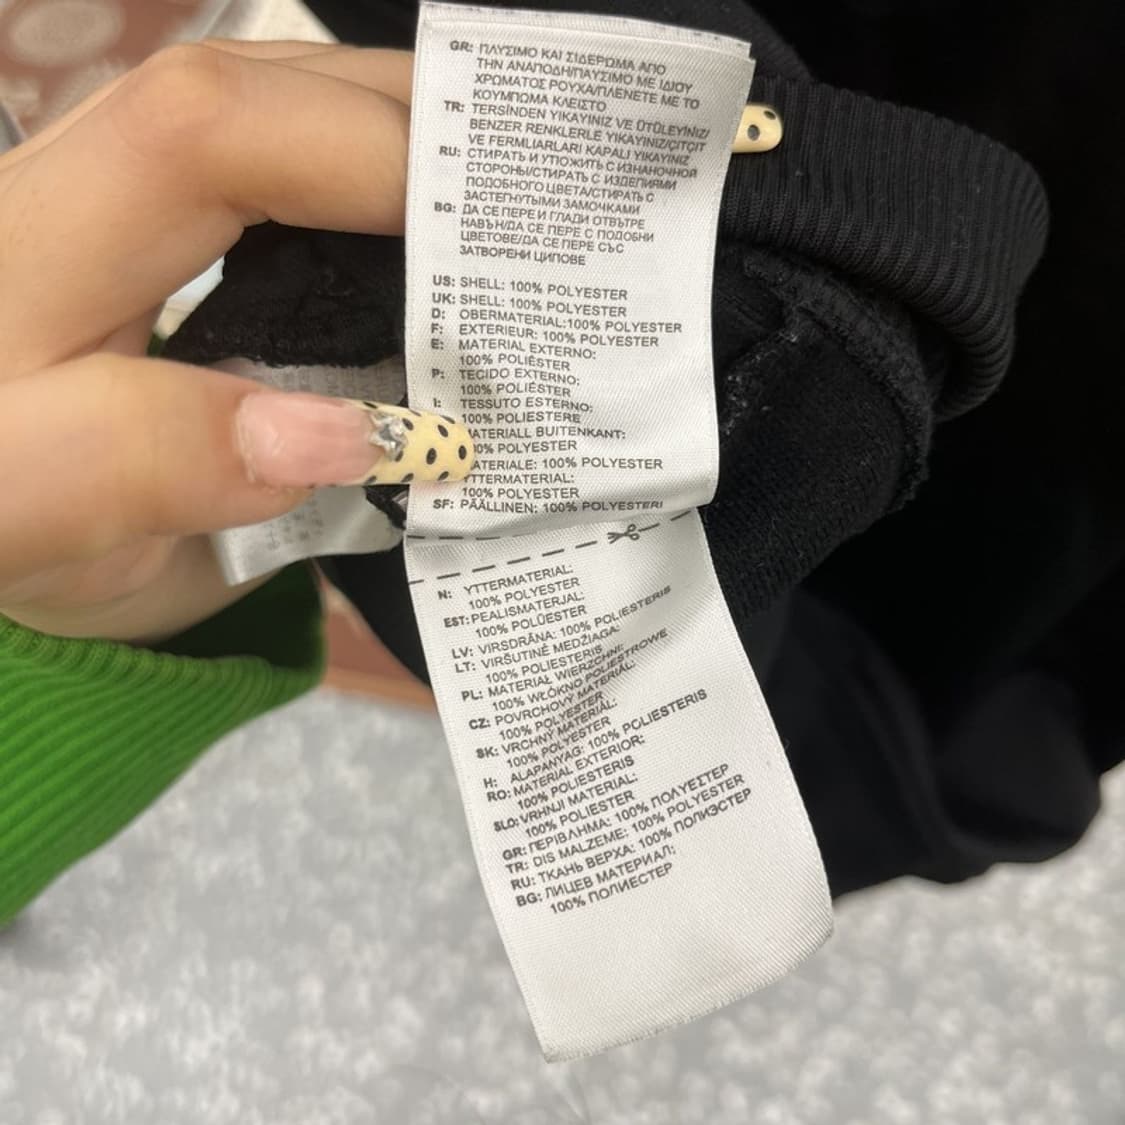 GR: ΠΛΥΣΙΜΟ ΚΑΙ ΣΙΔΕΡΩΜΑ ΑΠΟ
ΤΗΝ ΑΝΑΠΟΔΗ/ΠΛΥΣΙΜΟ ΜΕ ΙΔΙΟΥ
ΧΡΩΜΑΤΟΣ ΡΟΥΧΑ/ΠΛΕΝΕΤΕ ΜΕ ΤΟ
ΚΟΥΜΠΩΜΑ ΚΛΕΙΣΤΟ
TR: TERSİNDEN YIKAYINIZ VE ÜTÜLEYİNİZ/
BENZER RENKLERLE YIKAYINIZ/ÇITÇIT
VE FERMLIARLARI KAPALI YIKAYINIZ
RU: СТИРАТЬ И УТЮЖИТЬ С ИЗНАНОЧНОЙ
СТОРОНЫ/СТИРАТЬ С ИЗДЕЛИЯМИ
ПОДОБНОГО ЦВЕТА/СТИРАТЬ С
ЗАСТЕГНУТЫМИ ЗАМОЧКАМИ
BG: ДА СЕ ПЕРЕ И ГЛАДИ ОТВЪТРЕ
НАВЪН/ДА СЕ ПЕРЕ С ПОДОБНИ
ЦВЕТОВЕ/ДА СЕ ПЕРЕ СЪС
ЗАТВОРЕНИ ЦИПОВЕ
US: SHELL: 100% POLYESTER
UK: SHELL: 100% POLYESTER
D: OBERMATERIAL:100% POLYESTER
F: EXTERIEUR: 100% POLYESTER
E: MATERIAL EXTERNO:
100% POLIÉSTER
P: TECIDO EXTERNO:
100% POLIÉSTER
I: TESSUTO ESTERNO:
100% POLIESTERE
BUITENKANT:
POLYESTER
100% POLYESTER
100% POLYESTER
SF: PÄÄLLINEN: 100% POLYESTERI
N: YTTERMATERIAL:
100% POLYESTER
EST: PEALISMATERJAL:
100% POLÜESTER
LV: VIRSDRĀNA: 100% POLIESTERIS
LT: VIRŠUTINĖ MEDŽIAGA:
100% POLIESTERIS
PL: MATERIAŁ WIERZCHNI:
100% WŁÓKNO POLIESTROWE
CZ: POVRCHOVÝ MATERIÁL:
100% POLYESTER
SK: VRCHNÝ MATERIÁL:
100% POLYESTER
H: ALAPANYAG: 100% POLIESTERIS
RO: MATERIAL EXTERIOR:
100% POLIESTERIS
SLO: VRHNJI MATERIAL:
100% POLIESTER
GR: ΠΕΡΙΒΛΗΜΑ: 100% ΠΟΛΥΕΣΤΕΡ
TR: DIS MALZEME: 100% POLYESTER
RU: ТКАНЬ ВЕРХА: 100% ПОЛИЭСТЕР
BG: ЛИЦЕВ МАТЕРИАЛ:
100% ПОЛИЕСТЕР